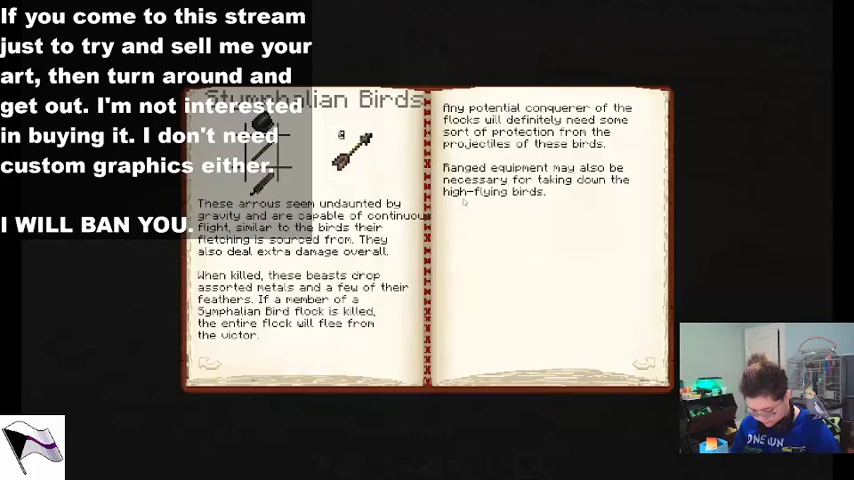 If you come to this stream
just to try and sell me your
art, then turn around and
get out. I'm not interested
in buying it. I don't need
custom graphics either.
I WILL BAN YOU.
Stymphalian Birds
8
These arrows seem undaunted by
gravity and are capable of continuous
flight, similar to the birds their
fletching is sourced from. They
also deal extra damage overall.
When killed, these beasts drop
assorted metals and a few of their
feathers. If a member of a
Symphalian Bird flock is killed,
the entire flock will flee from
the victor.
Any potential conquerer of the
flocks will definitely need some
sort of protection from the
projectiles of these birds.
Ranged equipment may also be
necessary for taking down the
high-flying birds.